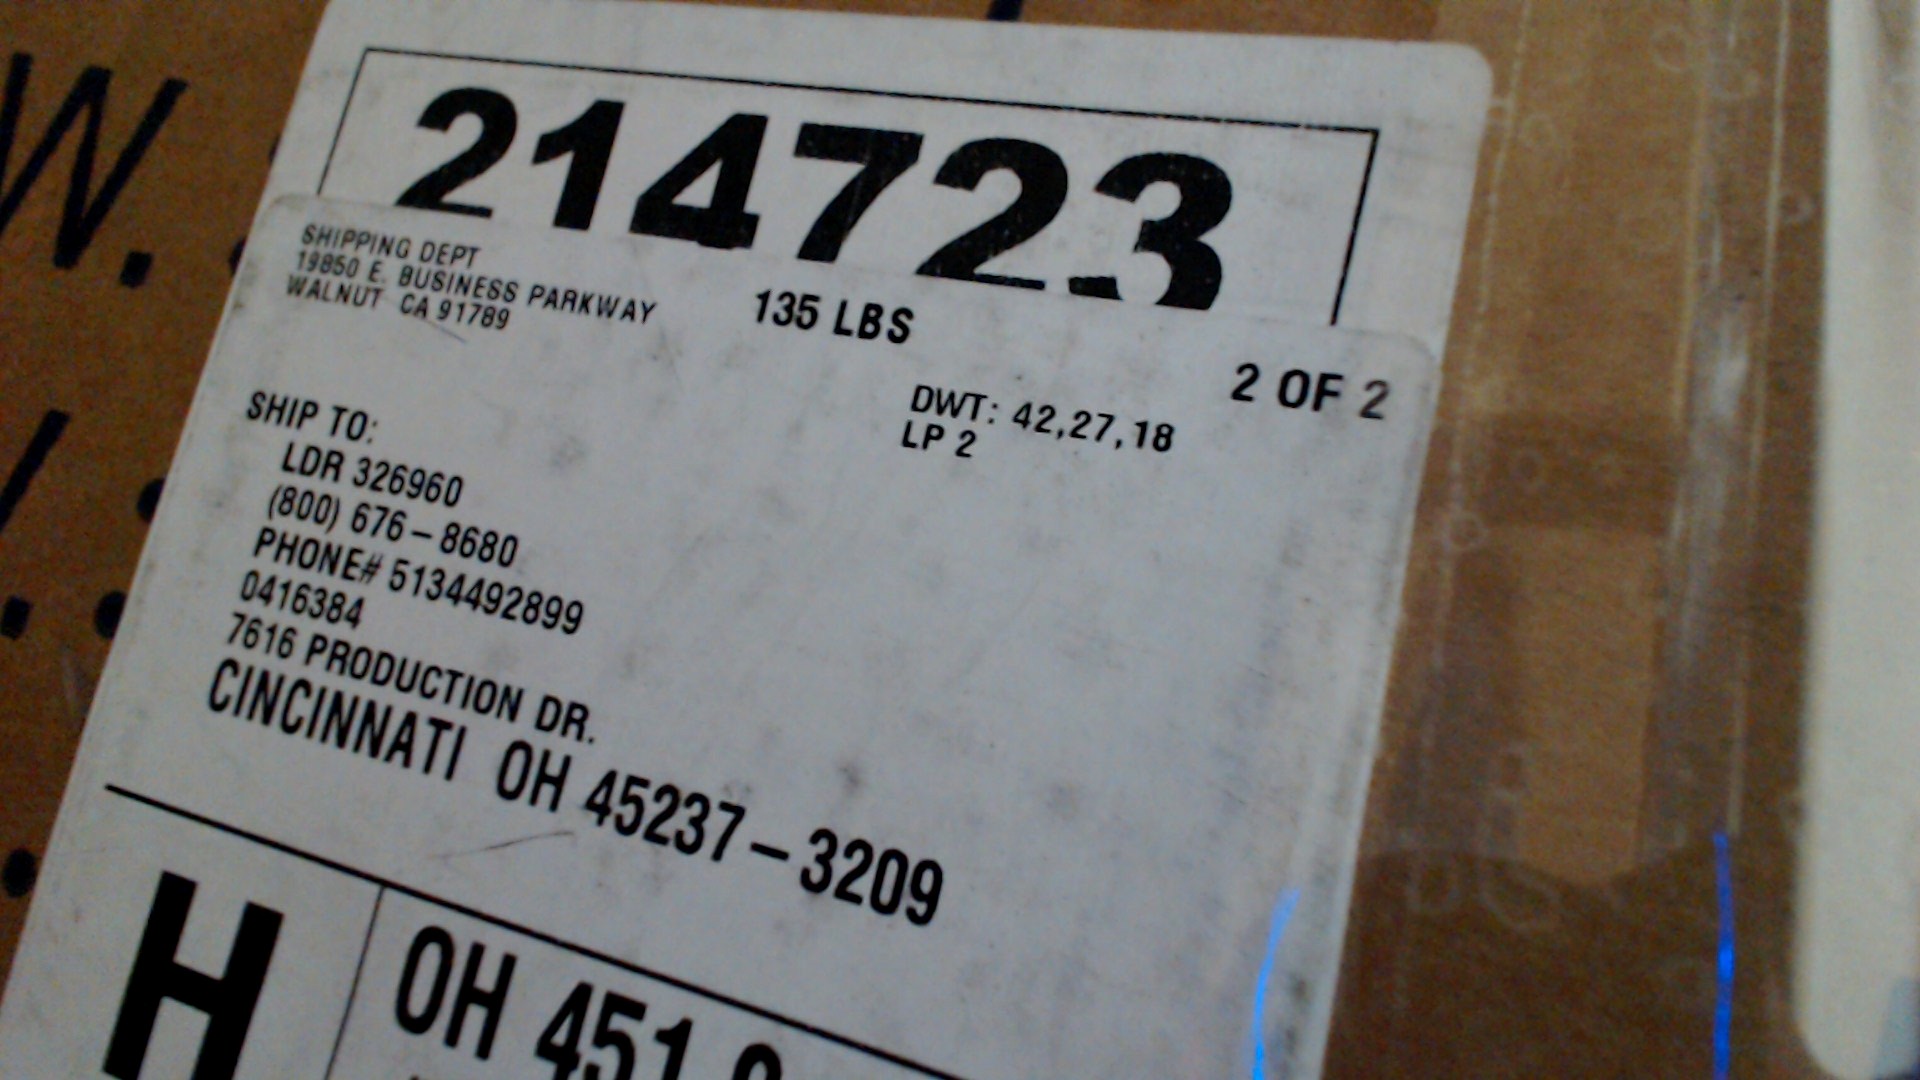 W.
214723
SHIPPING DEPT
19850 E. BUSINESS PARKWAY
WALNUT CA 91789
135 LBS
2 OF 2
DWT: 42,27,18
LP 2
SHIP TO:
LDR 326960
(800) 676-8680
PHONE# 5134492899
0416384
7616 PRODUCTION DR.
CINCINNATI OH 45237-3209
H
OH 451